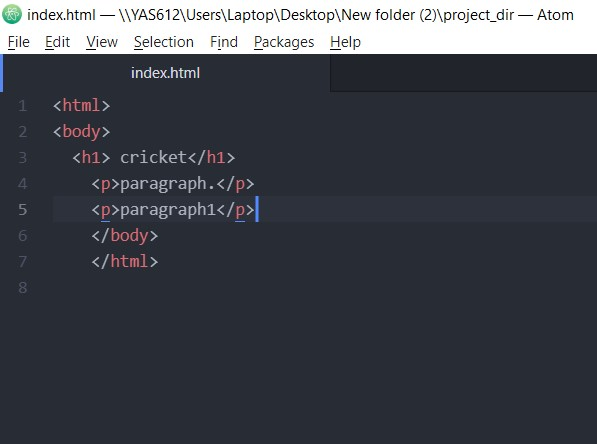 index.html — \\YAS612\Users\Laptop\Desktop\New folder (2)\project_dir — Atom
File Edit View Selection Find Packages Help
index.html
1 <html>
2 <body>
3 <h1> cricket</h1>
4 <p>paragraph.</p>
5 <p>paragraph1</p>
6 </body>
7 </html>
8